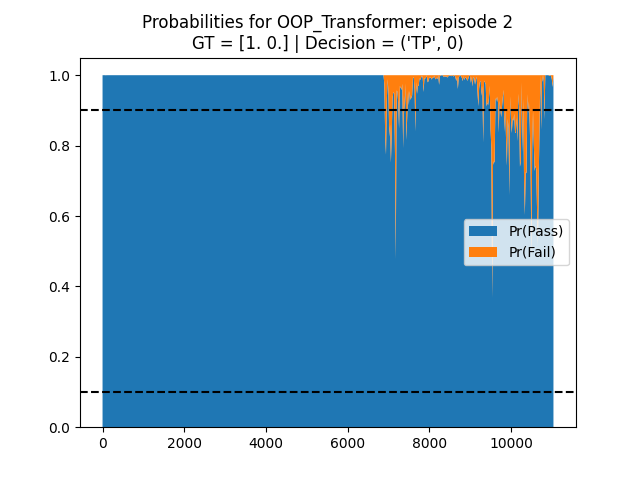 Probabilities for OOP_Transformer: episode 2
GT = [1. 0.] | Decision = ('TP', 0)
1.0
0.8
0.6
0.4
0.2
0.0
Pr(Pass)
Pr(Fail)
0 2000 4000 6000 8000 10000